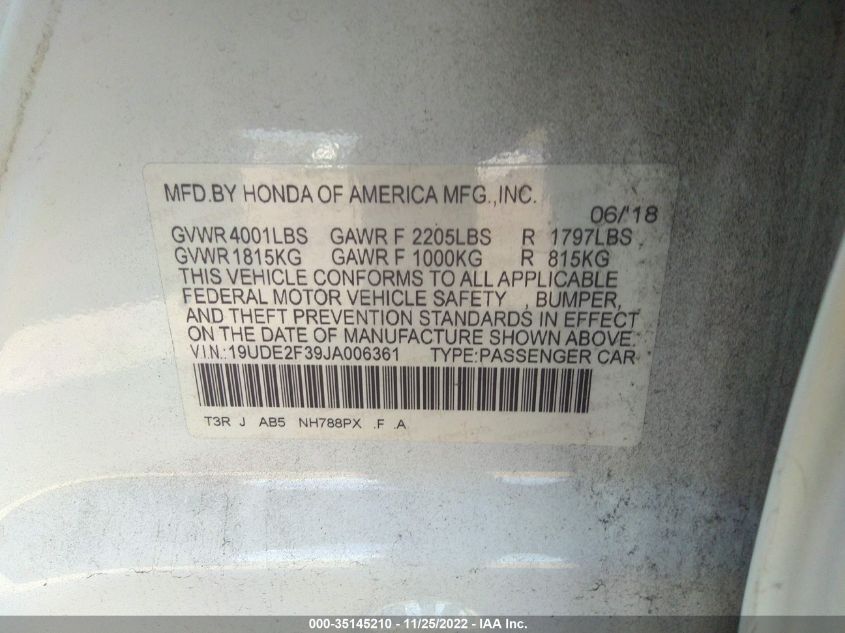 MFD.BY HONDA OF AMERICA MFG.,INC.
06/'18
GVWR 4001LBS GAWR F 2205LBS R 1797LBS
GVWR 1815KG GAWR F 1000KG R 815KG
THIS VEHICLE CONFORMS TO ALL APPLICABLE
FEDERAL MOTOR VEHICLE SAFETY , BUMPER,
AND THEFT PREVENTION STANDARDS IN EFFECT
ON THE DATE OF MANUFACTURE SHOWN ABOVE.
V.I.N.: 19UDE2F39JA006361 TYPE:PASSENGER CAR
T3R J AB5 NH788PX .F .A
000-35145210 - 11/25/2022 - IAA Inc.